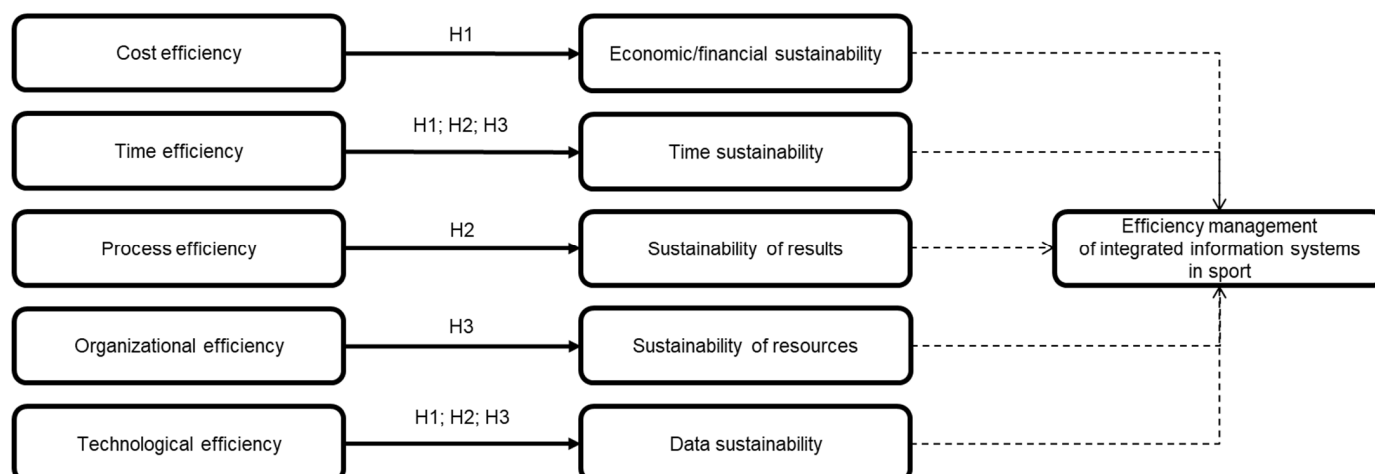 Cost efficiency
H1
Economic/financial sustainability
Time efficiency
H1; H2; H3
Time sustainability
Process efficiency
H2
Sustainability of results
Efficiency management
of integrated information systems
in sport
Organizational efficiency
H3
Sustainability of resources
Technological efficiency
H1; H2; H3
Data sustainability